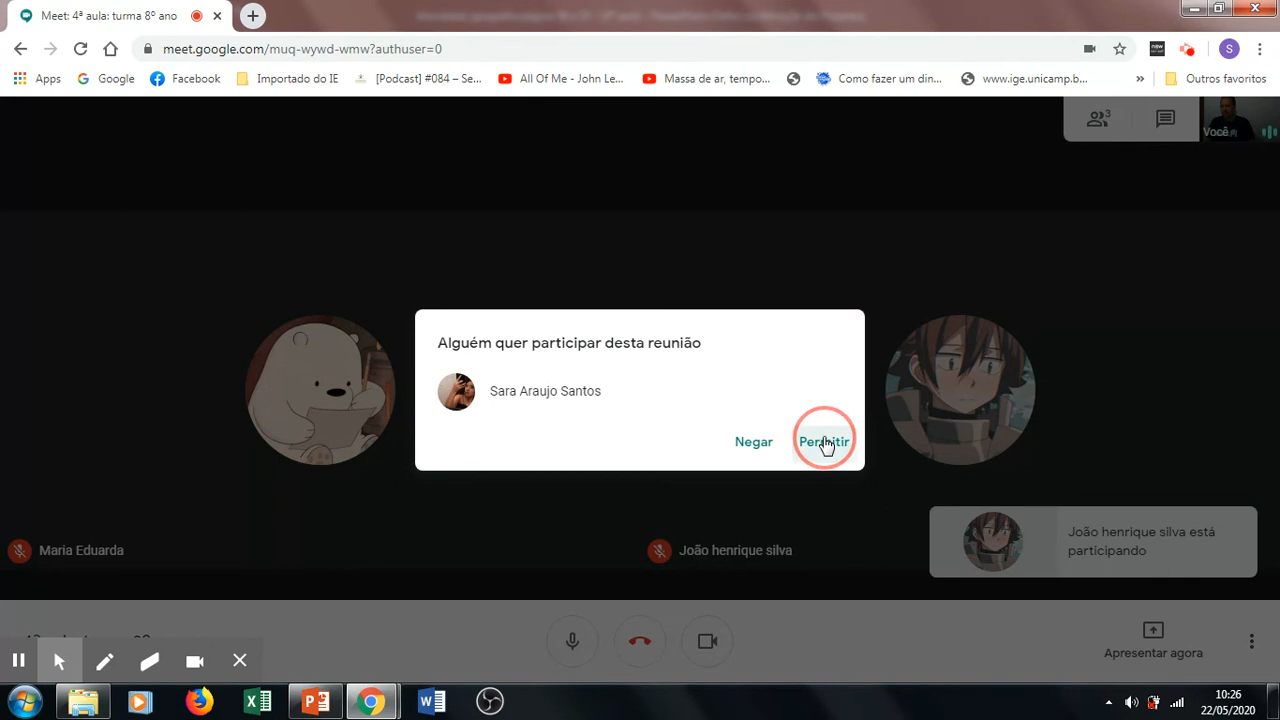 Meet: 4ª aula: turma 8º ano
meet.google.com/muq-wywd-wmw?authuser=0
S
Apps
Google
Facebook
Importado do IE
[Podcast] #084 – Se...
All Of Me - John Le...
Massa de ar, tempo...
Como fazer um din...
www.ige.unicamp.b...
»
Outros favoritos
3
Você
Alguém quer participar desta reunião
Sara Araujo Santos
Negar
Permitir
Maria Eduarda
João henrique silva
João henrique silva está
participando
Apresentar agora
10:26
22/05/2020